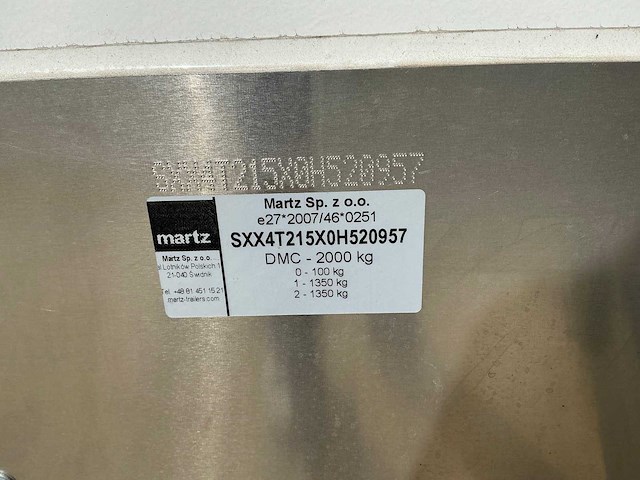 SXX4T215X0H520957
Martz Sp. z o.o.
e27*2007/46*0251
SXX4T215X0H520957
DMC - 2000 kg
0 - 100 kg
1 - 1350 kg
2 - 1350 kg
martz
Martz Sp. z o.o.
al.Lotników Polskich 1
21-040 Świdnik
Tel. +48 81 451 15 21
martz-trailers.com